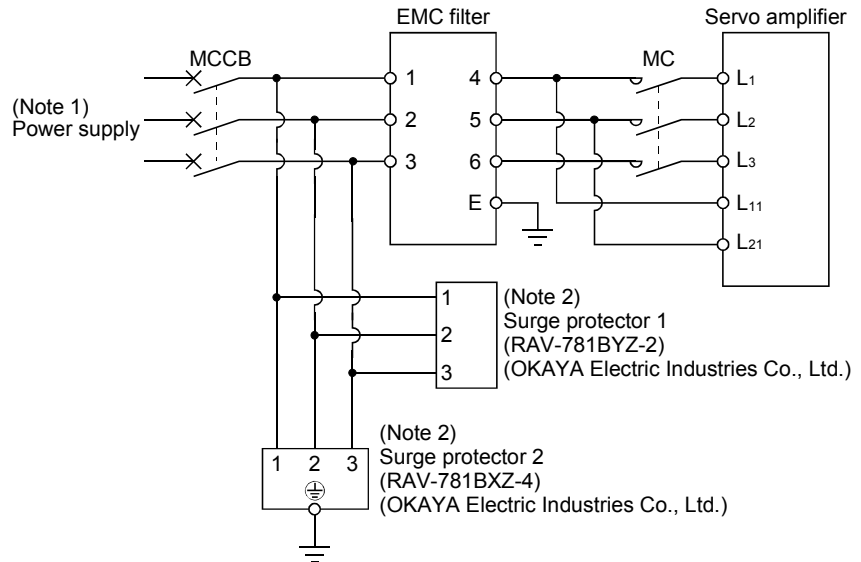 EMC filter
Servo amplifier
MCCB
MC
(Note 1)
Power supply
1
2
3
4
5
6
E
L1
L2
L3
L11
L21
1
2
3
(Note 2)
Surge protector 1
(RAV-781BYZ-2)
(OKAYA Electric Industries Co., Ltd.)
1 2 3
(Note 2)
Surge protector 2
(RAV-781BXZ-4)
(OKAYA Electric Industries Co., Ltd.)